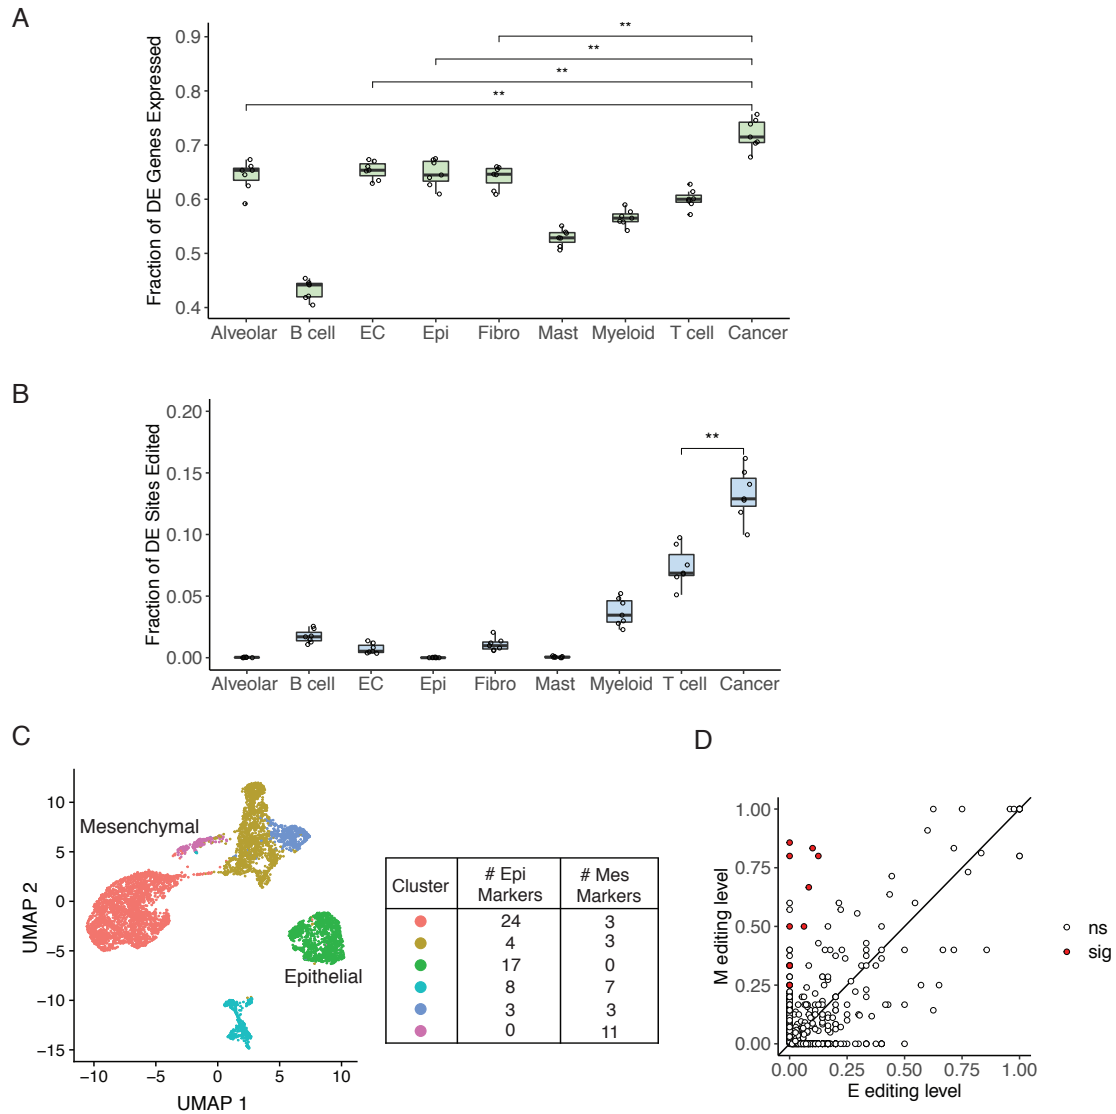 A
Fraction of DE Genes Expressed
0.9
0.8
0.7
0.6
0.5
0.4
**
**
**
**
Alveolar B cell EC Epi Fibro Mast Myeloid T cell Cancer
B
Fraction of DE Sites Edited
0.20
0.15
0.10
0.05
0.00
**
Alveolar B cell EC Epi Fibro Mast Myeloid T cell Cancer
C
UMAP 2
10
5
0
−5
−10
−15
Mesenchymal
Epithelial
−10 −5 0 5 10
UMAP 1
Cluster # Epi Markers # Mes Markers
24 3
4 3
17 0
8 7
3 3
0 11
D
M editing level
1.00
0.75
0.50
0.25
0.00
0.00 0.25 0.50 0.75 1.00
E editing level
ns
sig